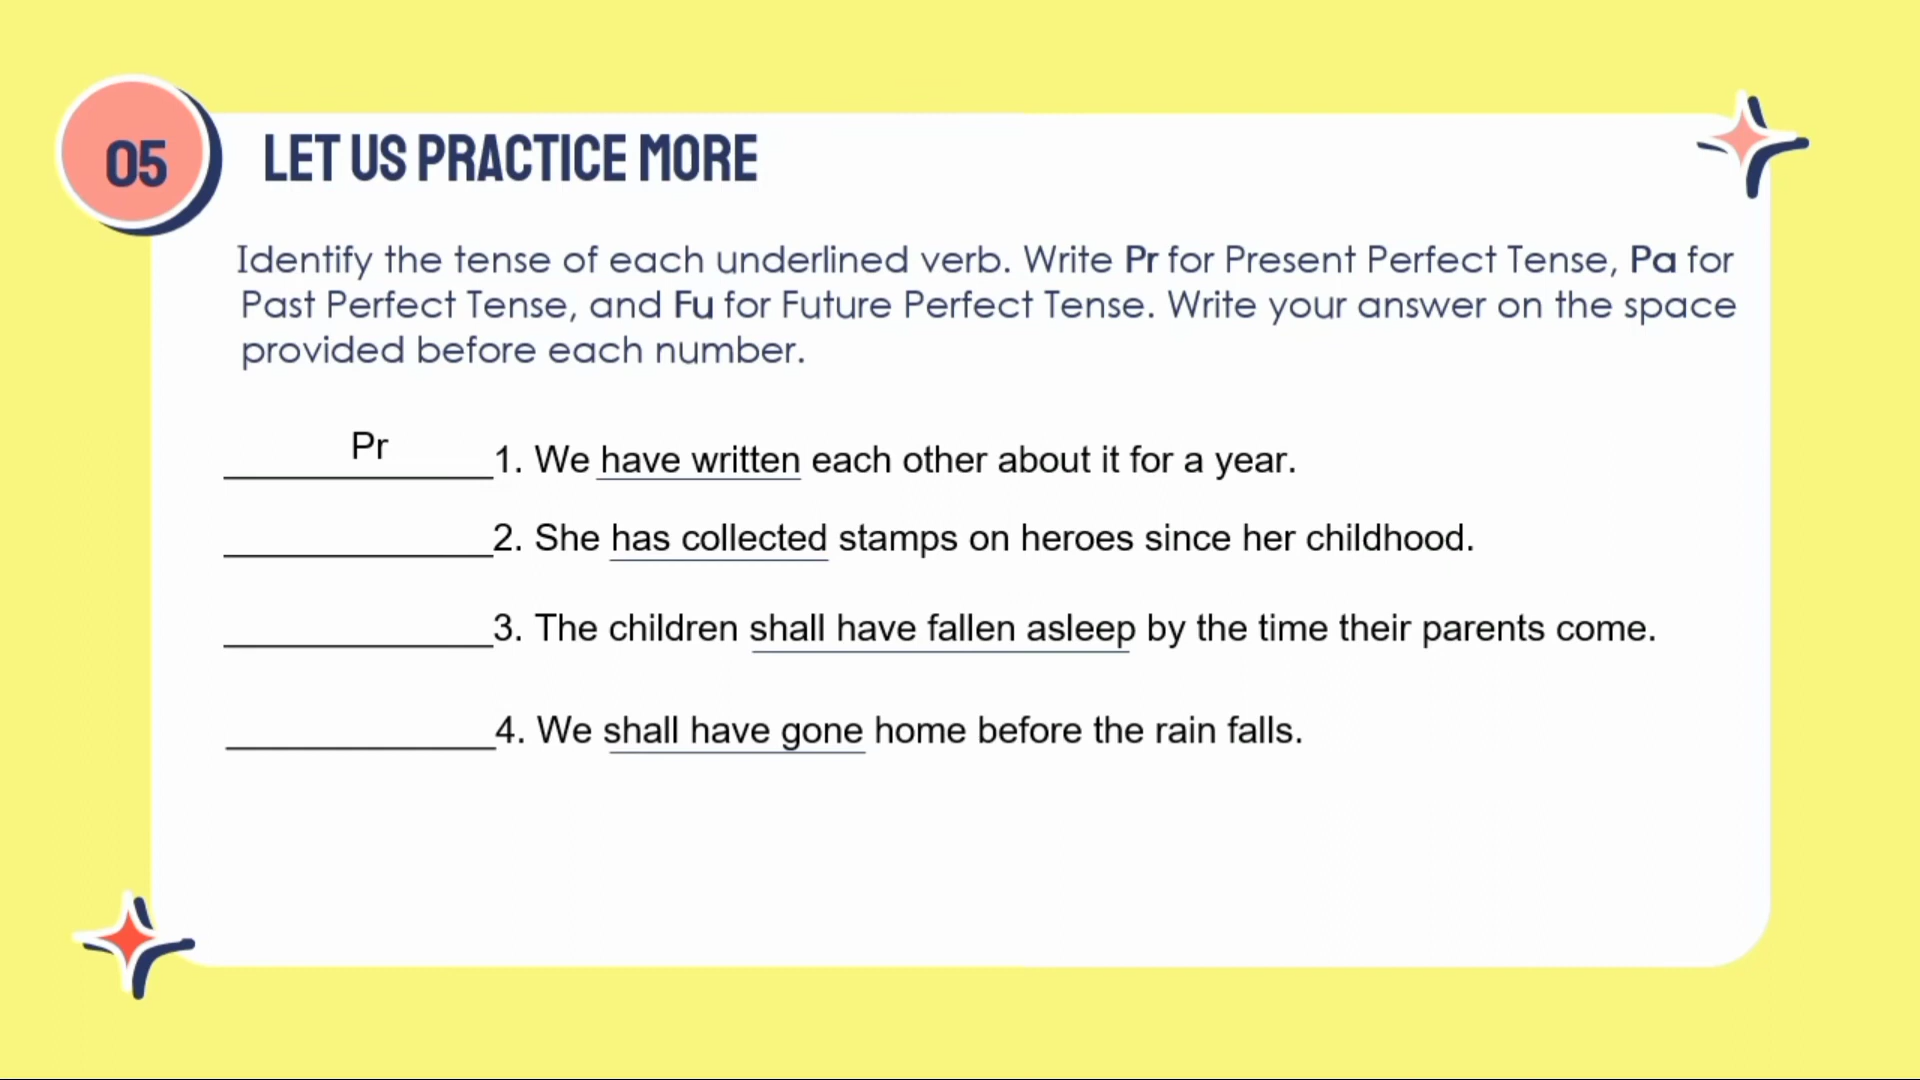 05
LET US PRACTICE MORE
Identify the tense of each underlined verb. Write Pr for Present Perfect Tense, Pa for
Past Perfect Tense, and Fu for Future Perfect Tense. Write your answer on the space
provided before each number.
Pr
______________1. We have written each other about it for a year.
______________2. She has collected stamps on heroes since her childhood.
______________3. The children shall have fallen asleep by the time their parents come.
______________4. We shall have gone home before the rain falls.